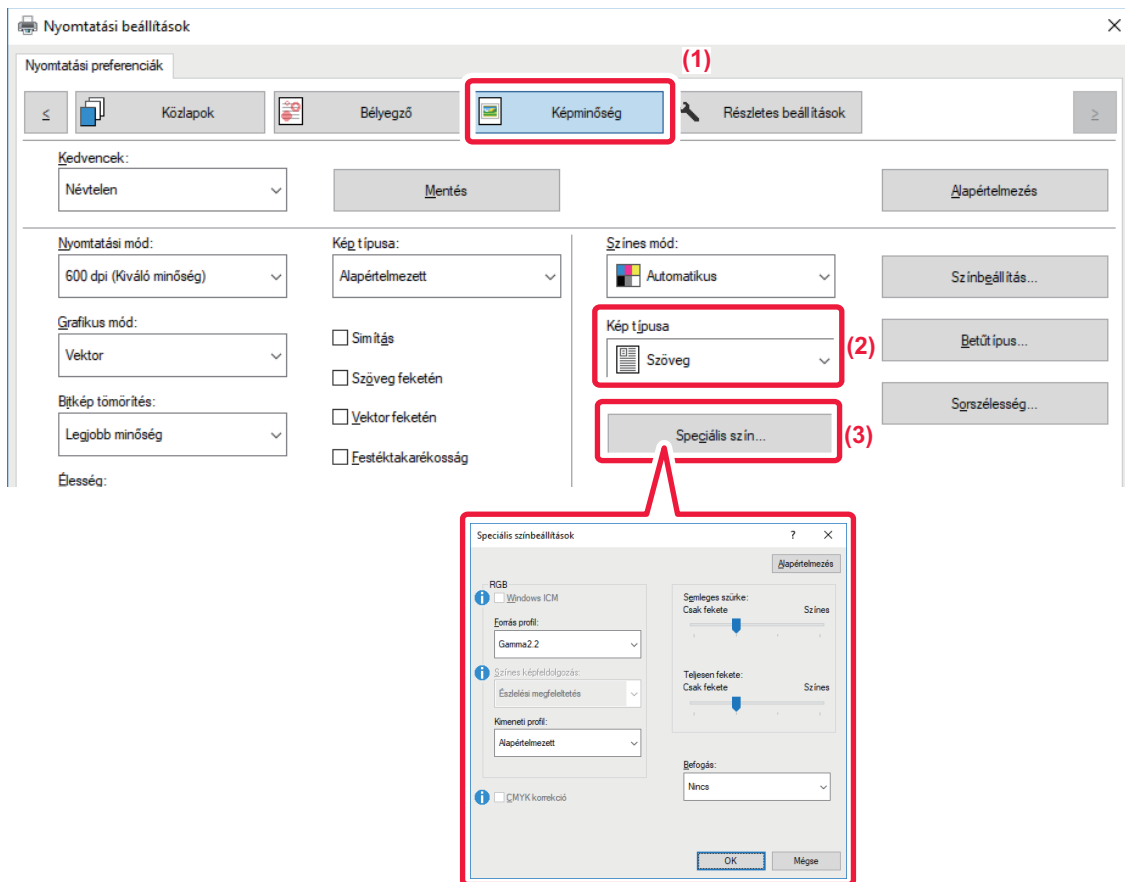 Nyomtatási beállítások
Nyomtatási preferenciák
(1)
< Közlapok Bélyegző Képminőség Részletes beállítások >
Kedvencek:
Névtelen Mentés Alapértelmezés
Nyomtatási mód: Kép típusa: Színes mód:
600 dpi (Kiváló minőség) Alapértelmezett Automatikus Színbeállítás...
Grafikus mód: Simítás Kép típusa
Vektor Szöveg (2) Betűtípus...
Szöveg feketén
Bitkép tömörítés: Vektor feketén Sorszélesség...
Legjobb minőség Speciális szín... (3)
Festéktakarékosság
Élesség:
Speciális színbeállítások ?
Alapértelmezés
RGB
Windows ICM Semleges szürke:
Csak fekete Színes
Forrás profil:
Gamma2.2
Színes képfeldolgozás: Teljesen fekete:
Észlelési megfeleltetés Csak fekete Színes
Kimeneti profil:
Alapértelmezett
Befogás:
Nincs
CMYK korrekció
OK Mégse